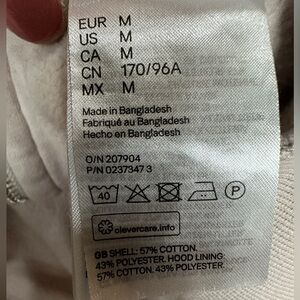 EUR M
US M
CA M
CN 170/96A
MX M
Made in Bangladesh
Fabriqué au Bangladesh
Hecho en Bangladesh
O/N 207904
P/N 0237347 3
40
P
clevercare.info
GB SHELL: 57% COTTON.
43% POLYESTER. HOOD LINING
57% COTTON. 43% POLYESTER.